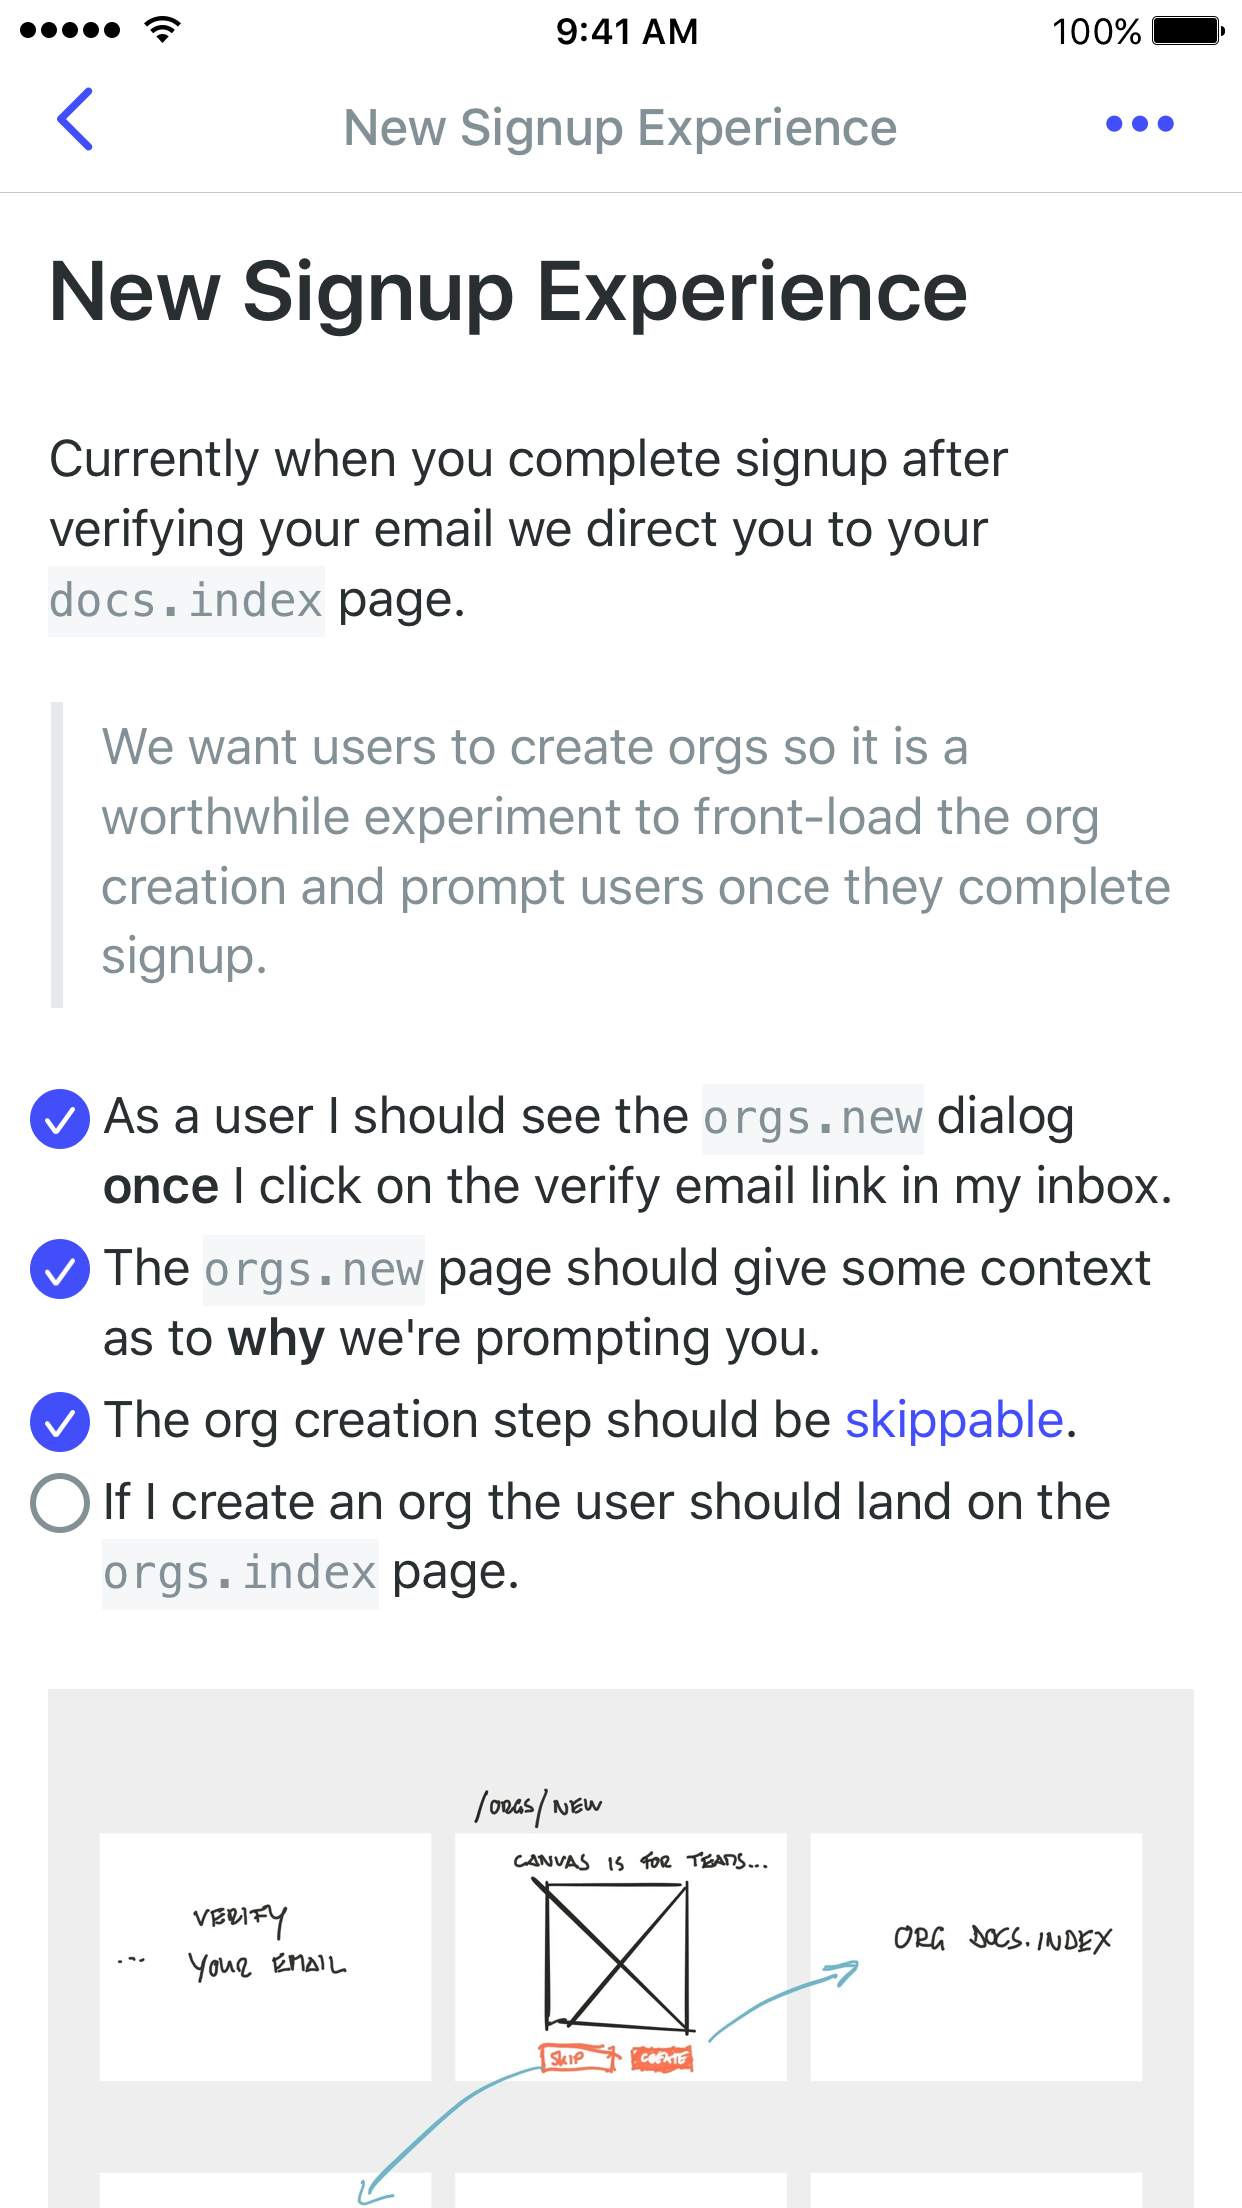 9:41 AM
100%
New Signup Experience
New Signup Experience
Currently when you complete signup after
verifying your email we direct you to your
docs.index page.
We want users to create orgs so it is a
worthwhile experiment to front-load the org
creation and prompt users once they complete
signup.
As a user I should see the orgs.new dialog
once I click on the verify email link in my inbox.
The orgs.new page should give some context
as to why we're prompting you.
The org creation step should be skippable.
If I create an org the user should land on the
orgs.index page.
/ORGS/NEW
CANVAS IS FOR TEAMS...
VERIFY
... YOUR EMAIL
ORG DOCS.INDEX
SKIP
CREATE